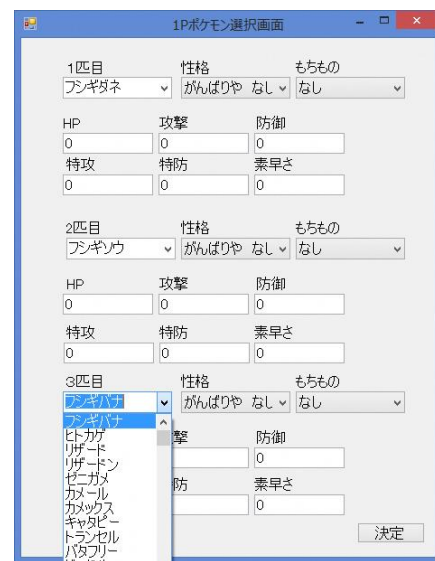 1Pポケモン選択画面
1匹目 性格 もちもの
フシギダネ がんばりや なし なし
HP 攻撃 防御
0 0 0
特攻 特防 素早さ
0 0 0
2匹目 性格 もちもの
フシギソウ がんばりや なし なし
HP 攻撃 防御
0 0 0
特攻 特防 素早さ
0 0 0
3匹目 性格 もちもの
フシギバナ がんばりや なし なし
フシギバナ
ヒトカゲ 撃 防御
リザード 0
リザードン
ゼニガメ
カメール 防 素早さ
カメックス 0
キャタピー
トランセル 決定
バタフリー